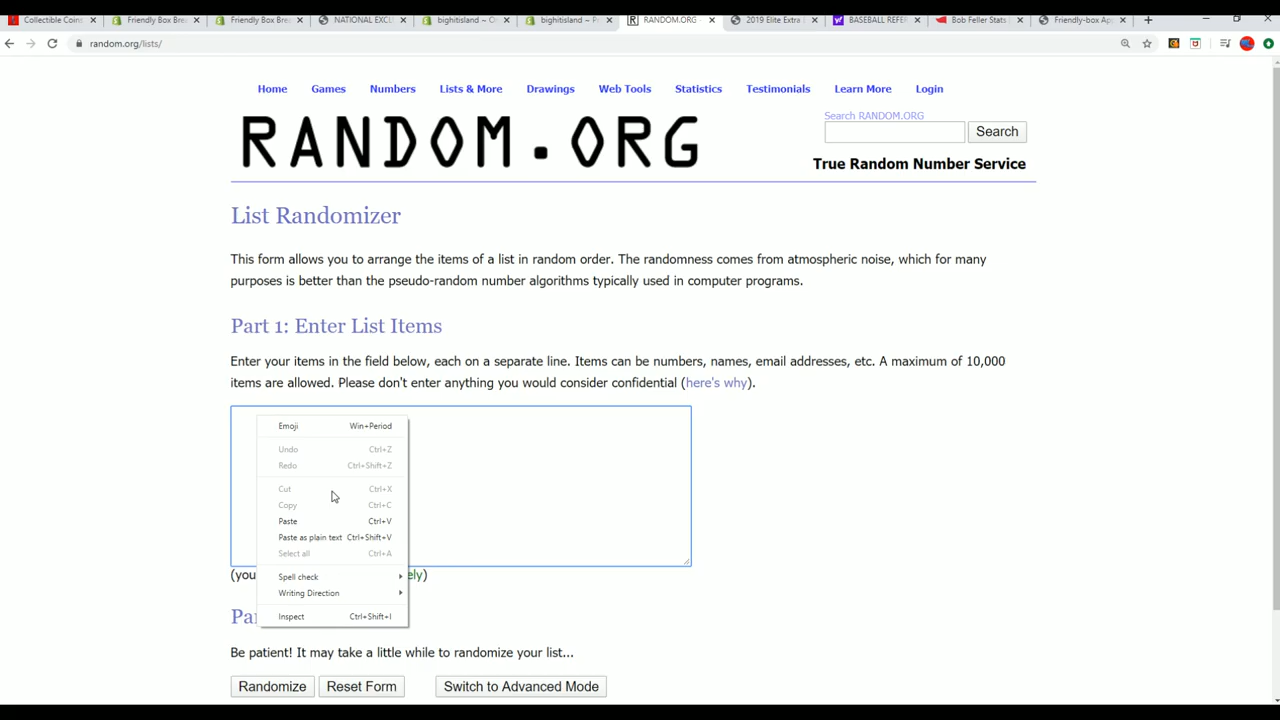 Collectible Coins
Friendly Box Brea
Friendly Box Brea
NATIONAL EXCL
bighitisland ~ O
bighitisland ~ P
RANDOM.ORG
2019 Elite Extra E
BASEBALL REFER
Bob Feller Stats |
Friendly-box Ap
random.org/lists/
Home Games Numbers Lists & More Drawings Web Tools Statistics Testimonials Learn More Login
Search RANDOM.ORG
RANDOM.ORG
Search
True Random Number Service
List Randomizer
This form allows you to arrange the items of a list in random order. The randomness comes from atmospheric noise, which for many
purposes is better than the pseudo-random number algorithms typically used in computer programs.
Part 1: Enter List Items
Enter your items in the field below, each on a separate line. Items can be numbers, names, email addresses, etc. A maximum of 10,000
items are allowed. Please don't enter anything you would consider confidential (here's why).
Emoji Win+Period
Undo Ctrl+Z
Redo Ctrl+Shift+Z
Cut Ctrl+X
Copy Ctrl+C
Paste Ctrl+V
Paste as plain text Ctrl+Shift+V
Select all Ctrl+A
Spell check
Writing Direction
Inspect Ctrl+Shift+I
(you ely)
Pa
Be patient! It may take a little while to randomize your list...
Randomize Reset Form Switch to Advanced Mode